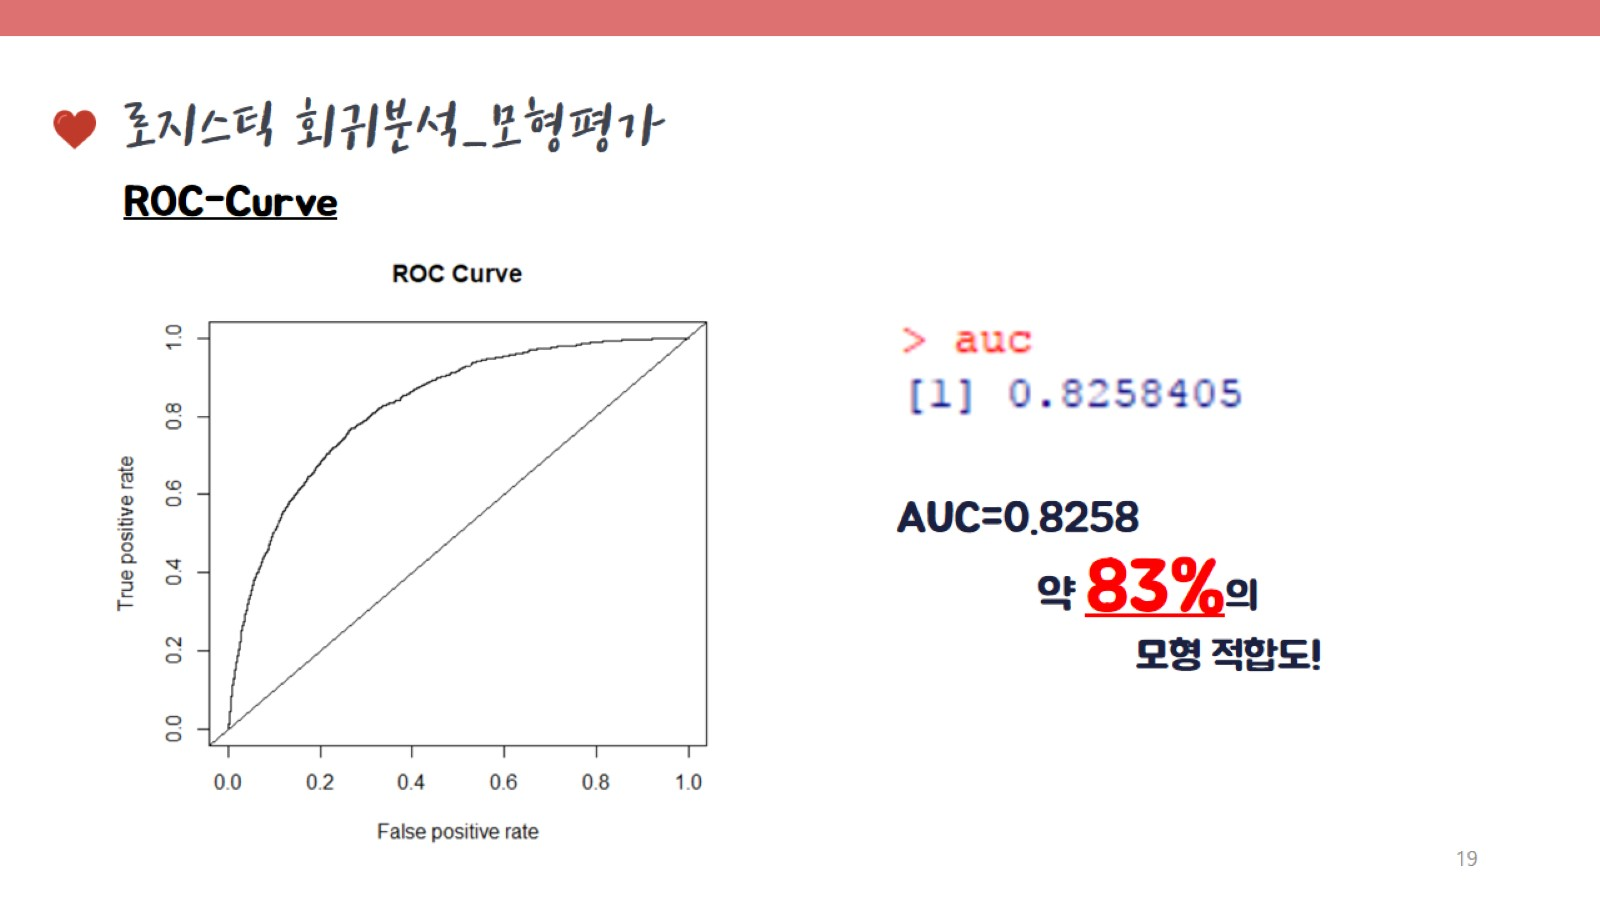 로지스틱 회귀분석_모형평가
ROC-Curve
ROC Curve
1.0
0.8
0.6
0.4
0.2
0.0
True positive rate
0.0 0.2 0.4 0.6 0.8 1.0
False positive rate
> auc
[1] 0.8258405
AUC=0.8258
약 83%의
모형 적합도!
19